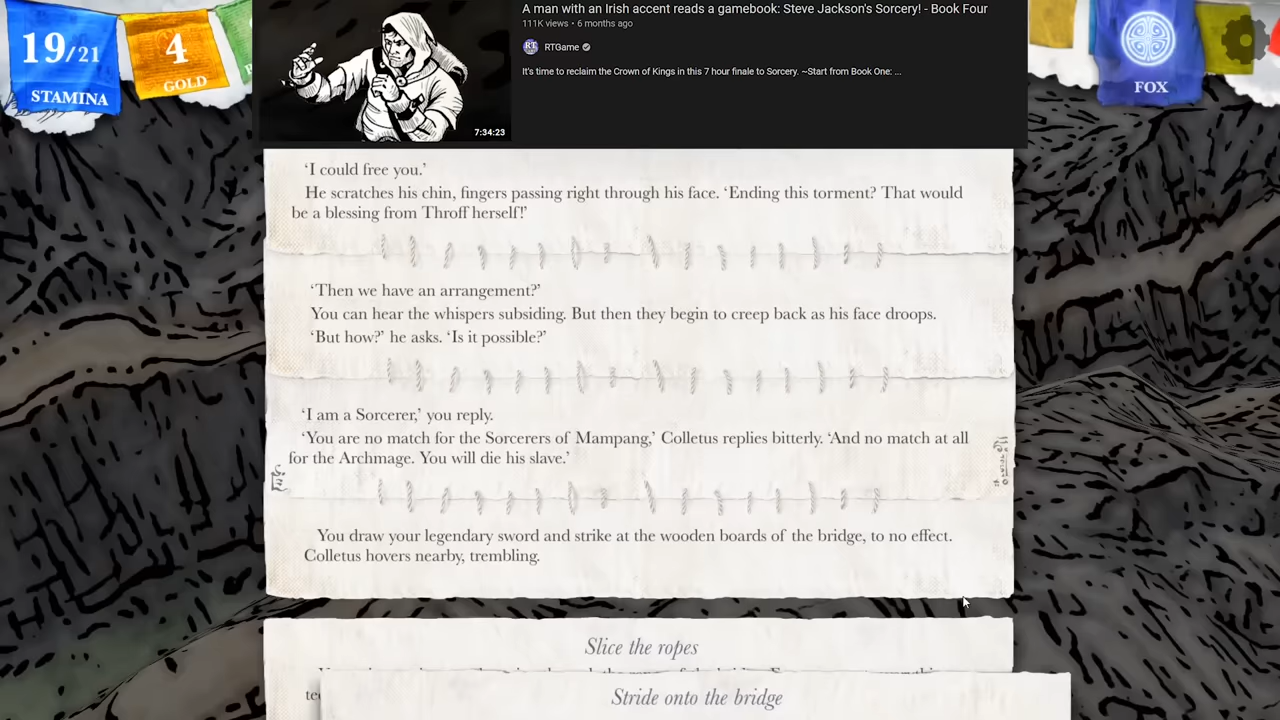 19/21
STAMINA
4
GOLD
A man with an Irish accent reads a gamebook: Steve Jackson's Sorcery! - Book Four
111K views • 6 months ago
RTGame
It's time to reclaim the Crown of Kings in this 7 hour finale to Sorcery. ~Start from Book One: ...
7:34:23
FOX
‘I could free you.’
He scratches his chin, fingers passing right through his face. ‘Ending this torment? That would
be a blessing from Throff herself!’
‘Then we have an arrangement?’
You can hear the whispers subsiding. But then they begin to creep back as his face droops.
‘But how?’ he asks. ‘Is it possible?’
‘I am a Sorcerer,’ you reply.
‘You are no match for the Sorcerers of Mampang,’ Colletus replies bitterly. ‘And no match at all
for the Archmage. You will die his slave.’
You draw your legendary sword and strike at the wooden boards of the bridge, to no effect.
Colletus hovers nearby, trembling.
Slice the ropes
Stride onto the bridge